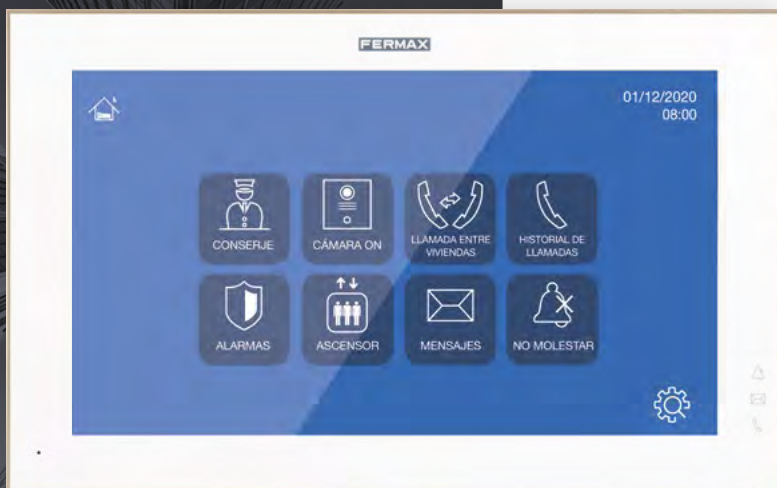 FERMAX
01/12/2020
08:00
CONSERJE
CÁMARA ON
LLAMADA ENTRE
VIVIENDAS
HISTORIAL DE
LLAMADAS
ALARMAS
ASCENSOR
MENSAJES
NO MOLESTAR